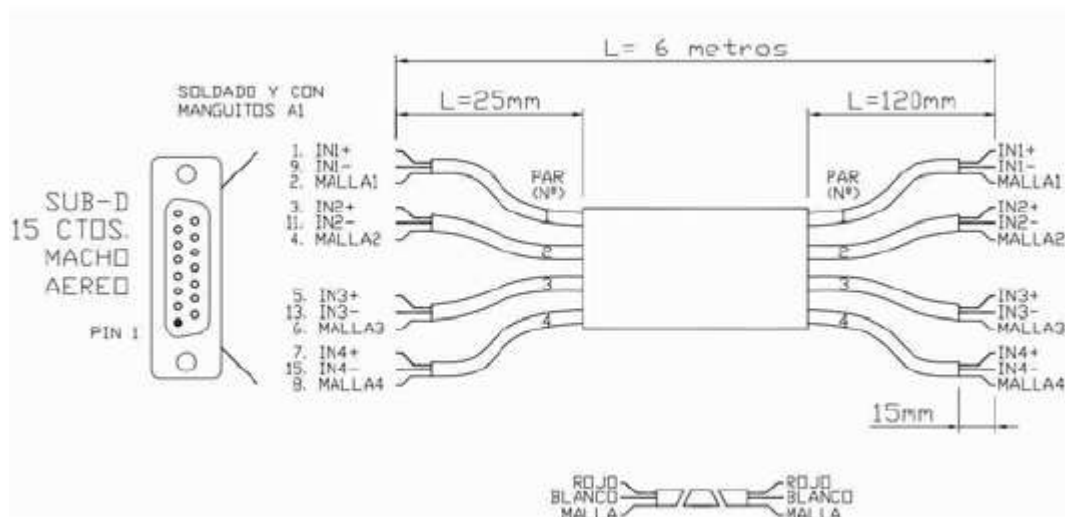 L= 6 metros
SOLDADO Y CON
MANGUITOS A1
L=25mm
L=120mm
1. IN1+
9. IN1-
2. MALLA1
3. IN2+
11. IN2-
4. MALLA2
5. IN3+
13. IN3-
6. MALLA3
7. IN4+
15. IN4-
8. MALLA4
SUB-D
15 CTOS.
MACHO
AEREO
PIN 1
PAR
(Nº)
1
2
3
4
PAR
(Nº)
1
2
3
4
IN1+
IN1-
MALLA1
IN2+
IN2-
MALLA2
IN3+
IN3-
MALLA3
IN4+
IN4-
MALLA4
15mm
ROJO
BLANCO
MALLA
ROJO
BLANCO
MALLA